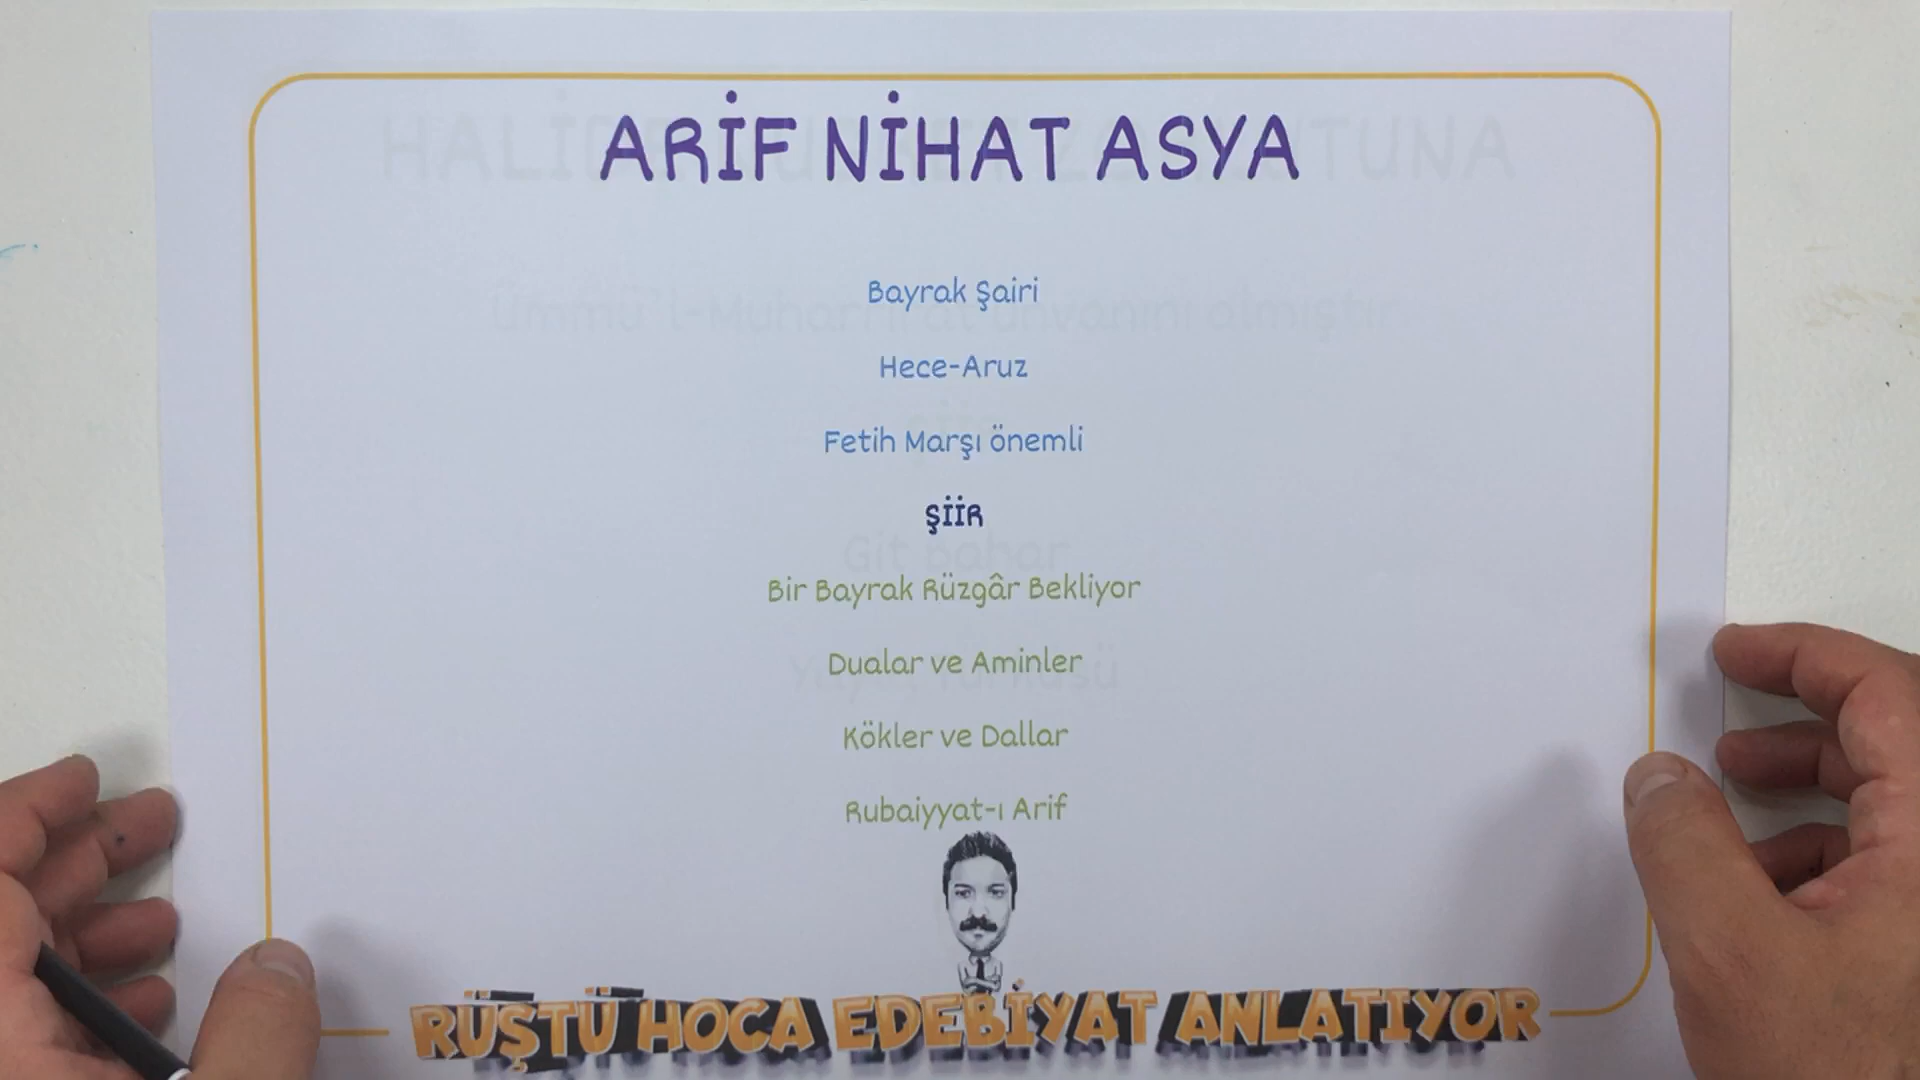 ARİF NİHAT ASYA
Bayrak Şairi
Hece-Aruz
Fetih Marşı önemli
ŞİİR
Bir Bayrak Rüzgâr Bekliyor
Dualar ve Aminler
Kökler ve Dallar
Rubaiyyat-ı Arif
RÜŞTÜ HOCA EDEBİYAT ANLATIYOR